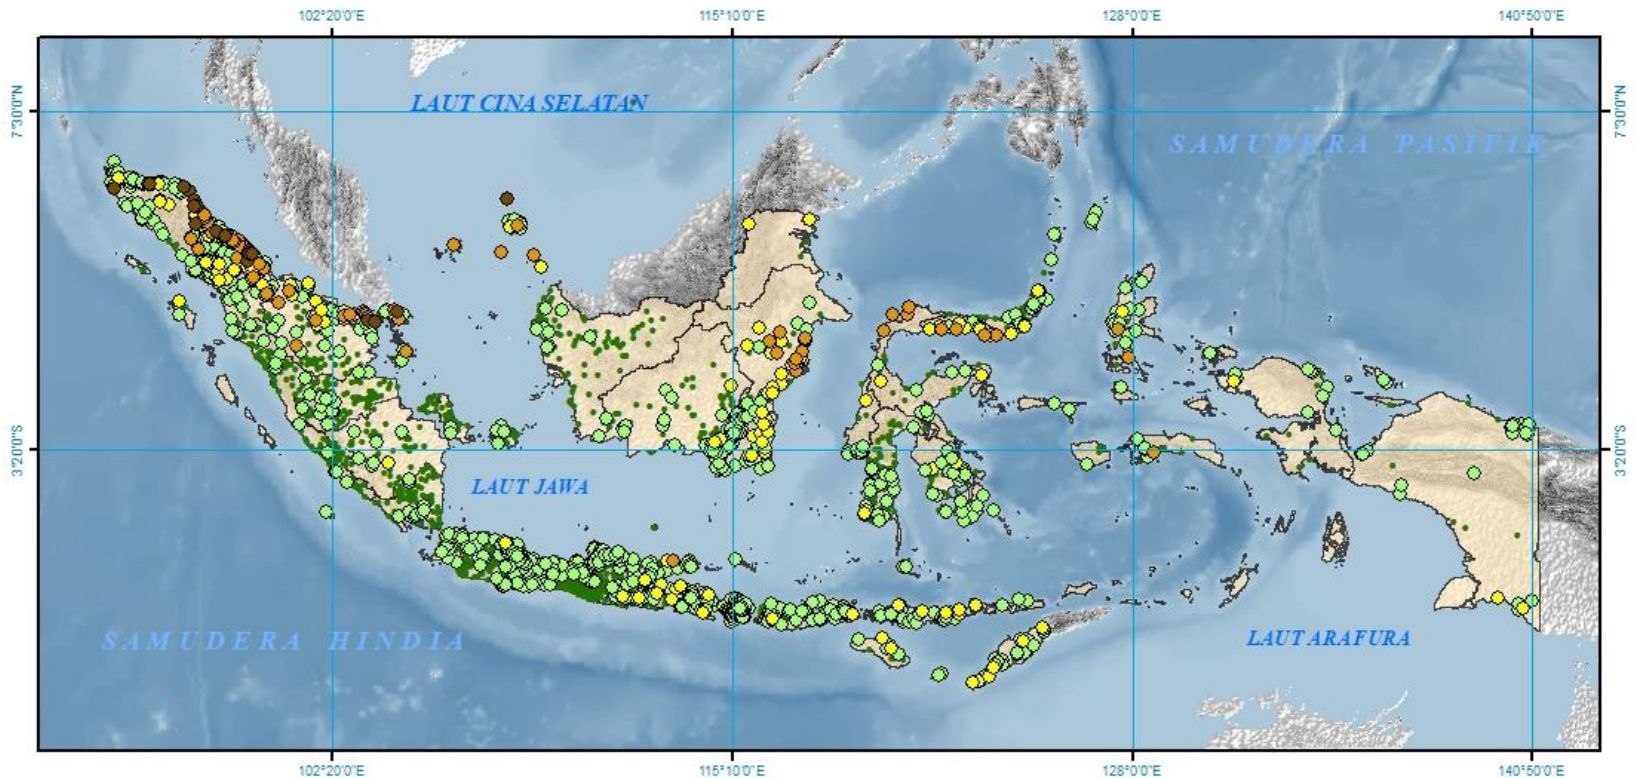 102°20'0"E 115°10'0"E 128°0'0"E 140°50'0"E
LAUT CINA SELATAN
7°30'0"N 7°30'0"N
SAMUDERA PASIFIK
3°20'0"S 3°20'0"S
LAUT JAWA
SAMUDERA HINDIA
LAUT ARAFURA
102°20'0"E 115°10'0"E 128°0'0"E 140°50'0"E